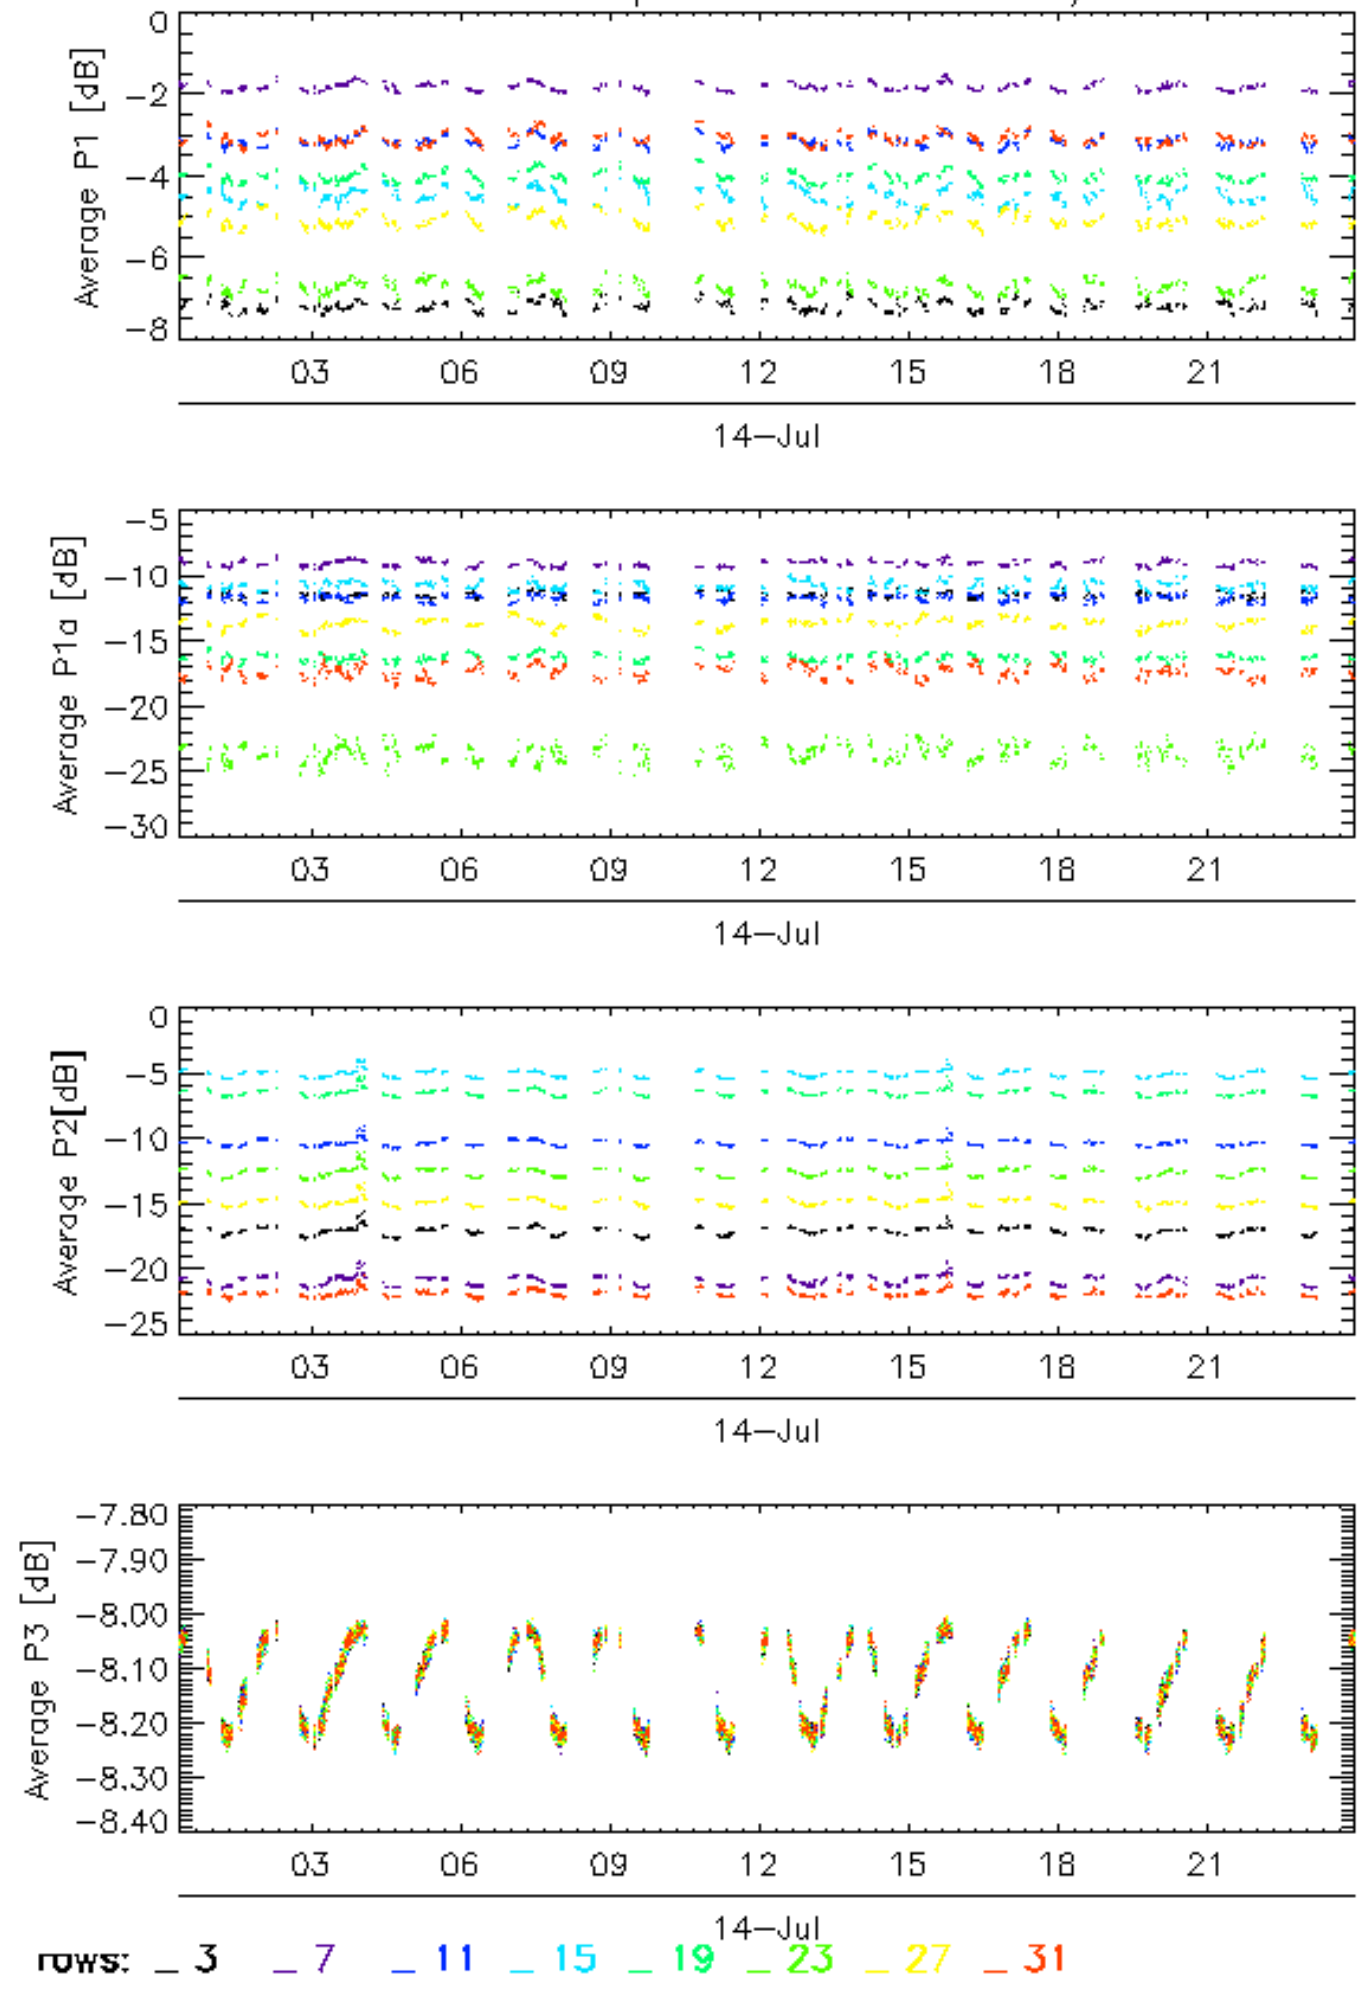 Average P1 [dB]
0
−2
−4
−6
−8
03 06 09 12 15 18 21
14−Jul
Average P1a [dB]
−5
−10
−15
−20
−25
−30
03 06 09 12 15 18 21
14−Jul
Average P2[dB]
0
−5
−10
−15
−20
−25
03 06 09 12 15 18 21
14−Jul
Average P3 [dB]
−7.80
−7.90
−8.00
−8.10
−8.20
−8.30
−8.40
03 06 09 12 15 18 21
14−Jul
rows: _ 3 _ 7 _ 11 _ 15 _ 19 _ 23 _ 27 _ 31